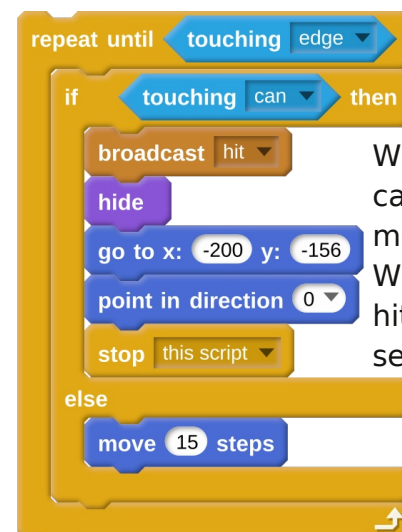 repeat until touching edge
if touching can then
broadcast hit
hide
go to x: -200 y: -156
point in direction 0
stop this script
else
move 15 steps